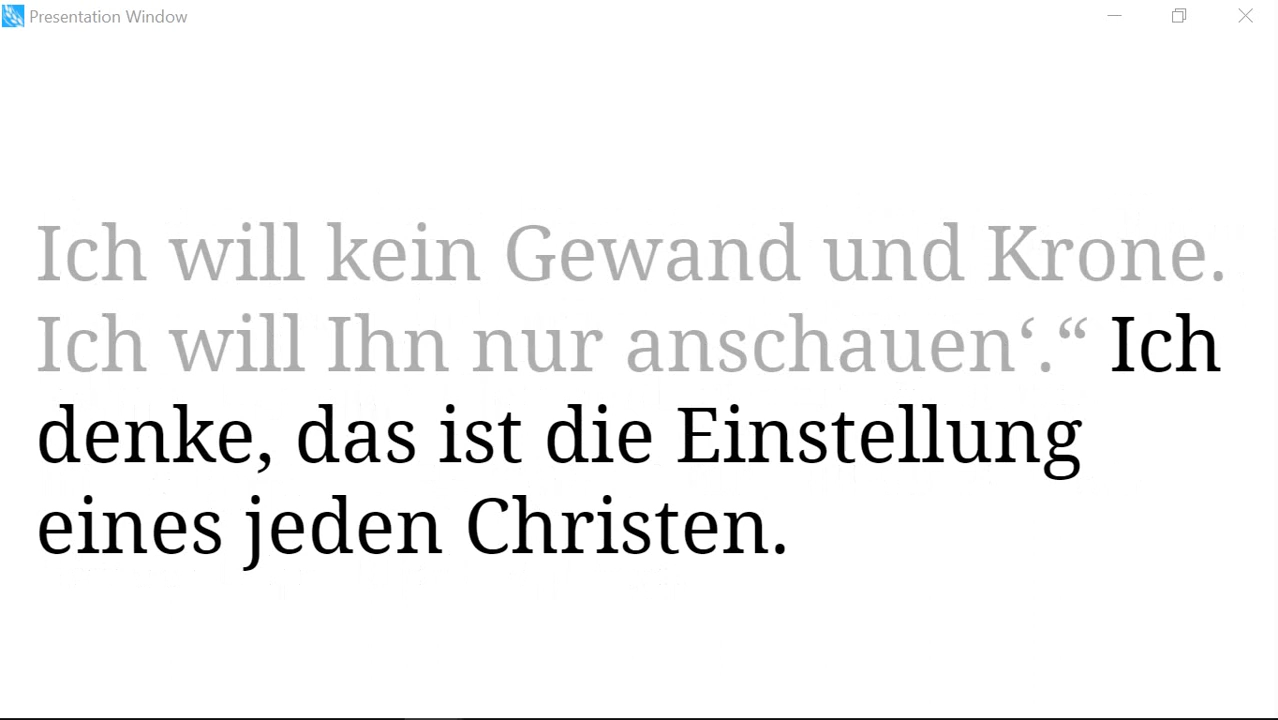 Presentation Window
Ich will kein Gewand und Krone.
Ich will Ihn nur anschauen‘.“ Ich
denke, das ist die Einstellung
eines jeden Christen.